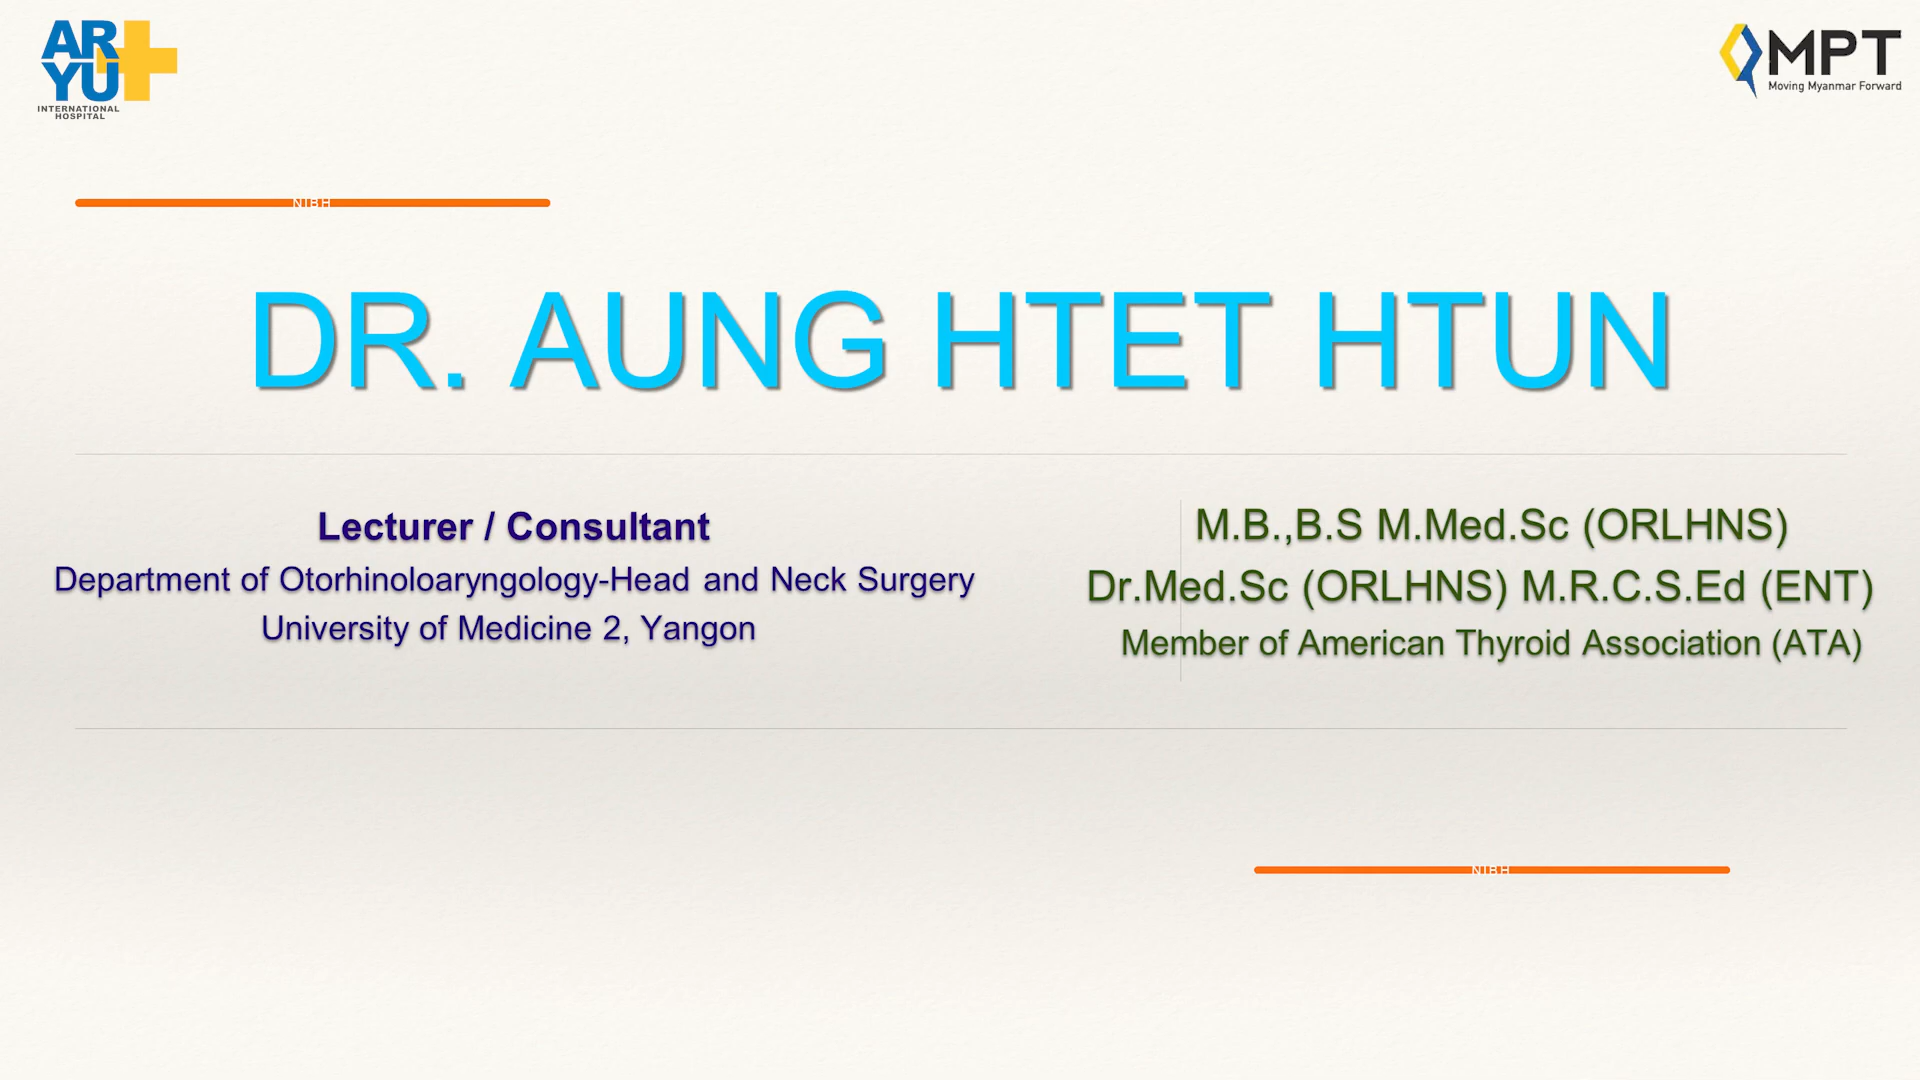 AR
YU
INTERNATIONAL
HOSPITAL
MPT
Moving Myanmar Forward
NIBH
DR. AUNG HTET HTUN
Lecturer / Consultant
Department of Otorhinoloaryngology-Head and Neck Surgery
University of Medicine 2, Yangon
M.B.,B.S M.Med.Sc (ORLHNS)
Dr.Med.Sc (ORLHNS) M.R.C.S.Ed (ENT)
Member of American Thyroid Association (ATA)
NIBH